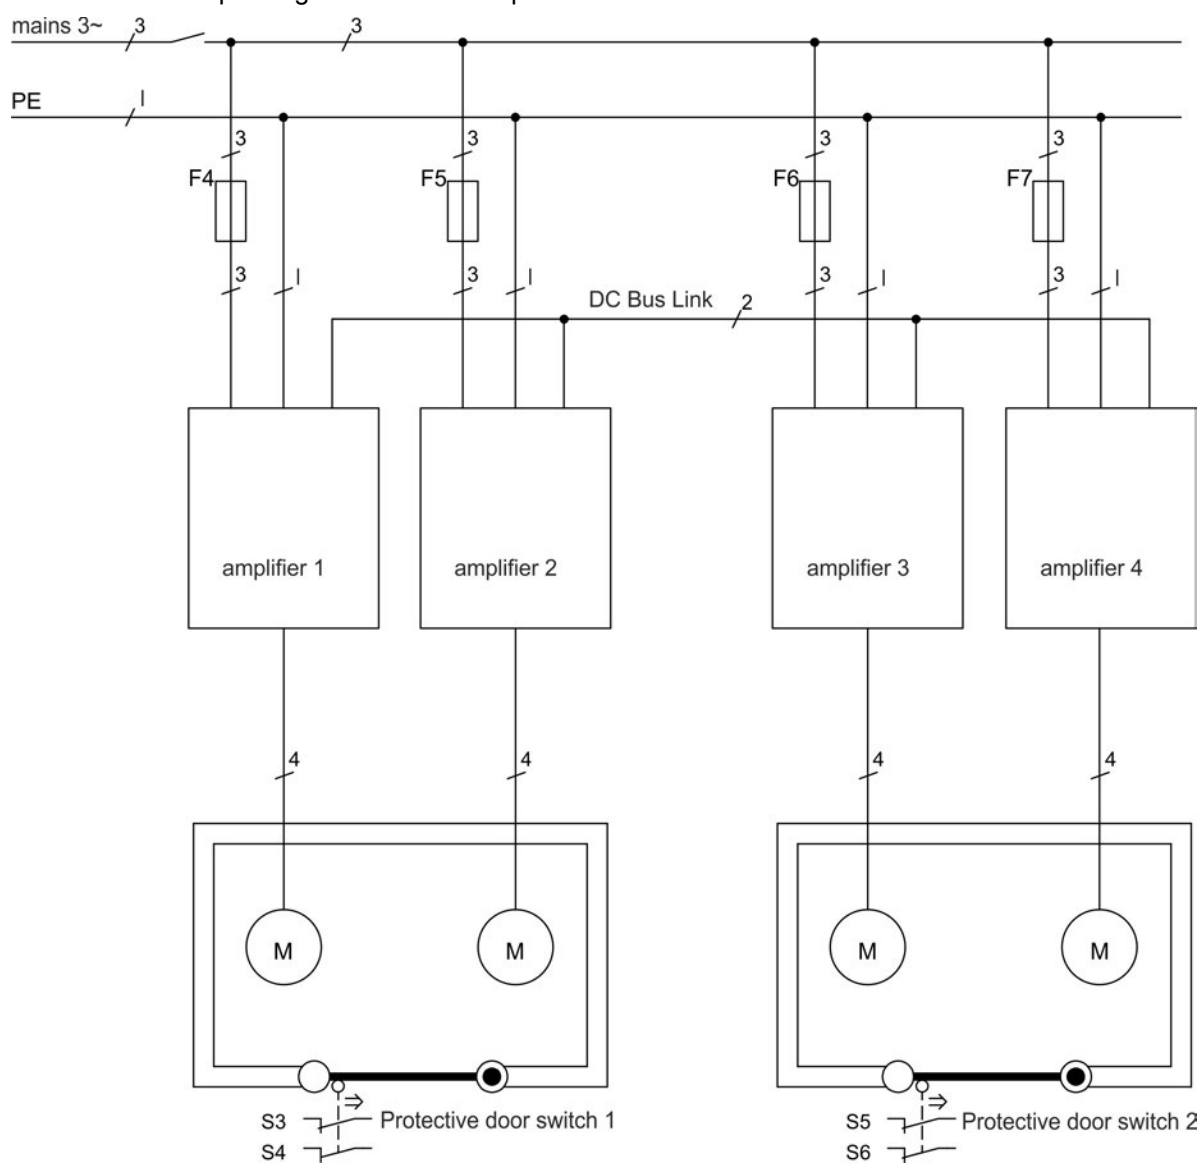 mains 3~ 3 3
PE l
3 3 3 3
F4 F5 F6 F7
3 l 3 l 3 l 3 l
DC Bus Link 2
amplifier 1 amplifier 2 amplifier 3 amplifier 4
4 4 4 4
M M M M
S3 Protective door switch 1 S5 Protective door switch 2
S4 S6